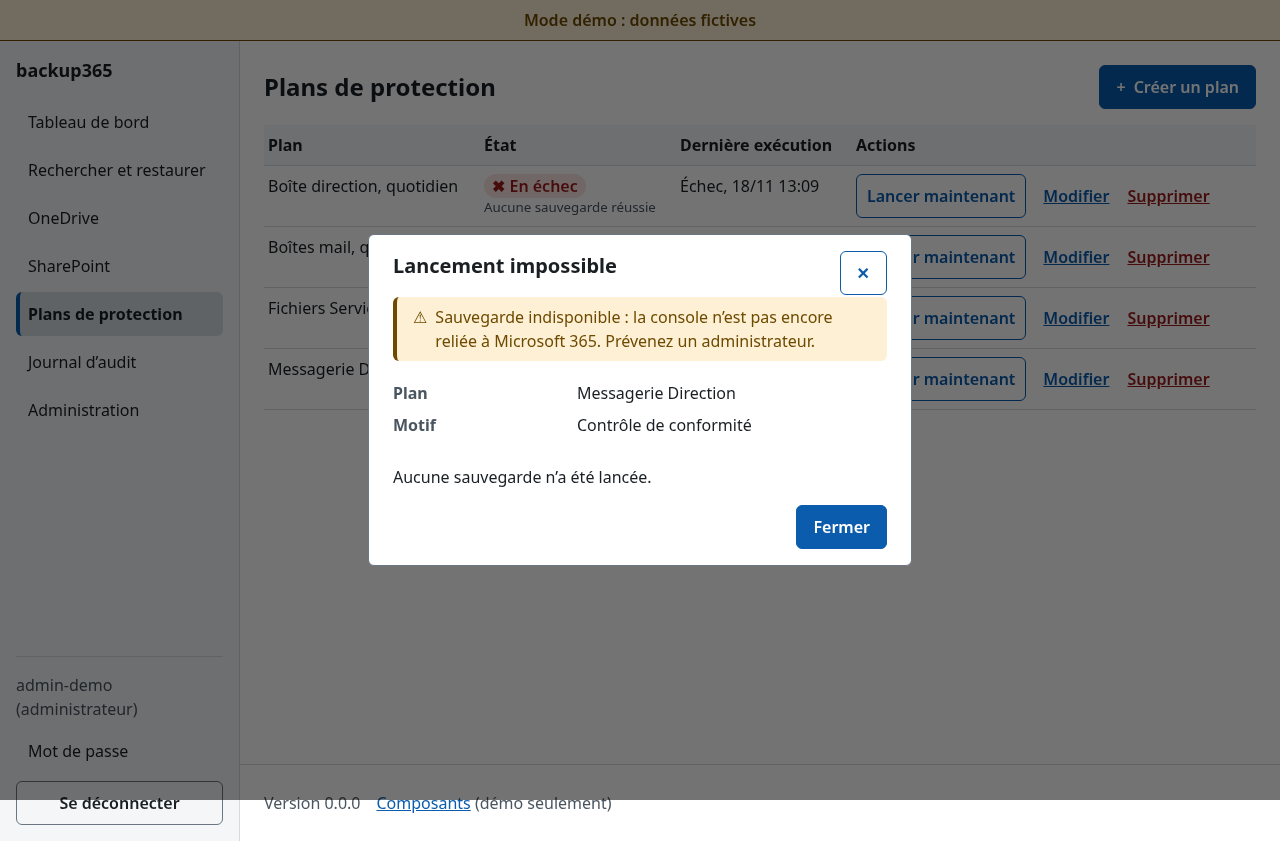 Mode démo : données fictives
backup365
Tableau de bord
Rechercher et restaurer
OneDrive
SharePoint
Plans de protection
Journal d’audit
Administration
admin-demo
(administrateur)
Mot de passe
Se déconnecter
Plans de protection
+ Créer un plan
Plan État Dernière exécution Actions
Boîte direction, quotidien ✖ En échec Échec, 18/11 13:09 Lancer maintenant Modifier Supprimer
Aucune sauvegarde réussie
Boîtes mail, maintenant Modifier Supprimer
Fichiers maintenant Modifier Supprimer
Messagerie maintenant Modifier Supprimer
Lancement impossible
×
⚠ Sauvegarde indisponible : la console n’est pas encore
reliée à Microsoft 365. Prévenez un administrateur.
Plan Messagerie Direction
Motif Contrôle de conformité
Aucune sauvegarde n’a été lancée.
Fermer
Version 0.0.0 Composants (démo seulement)